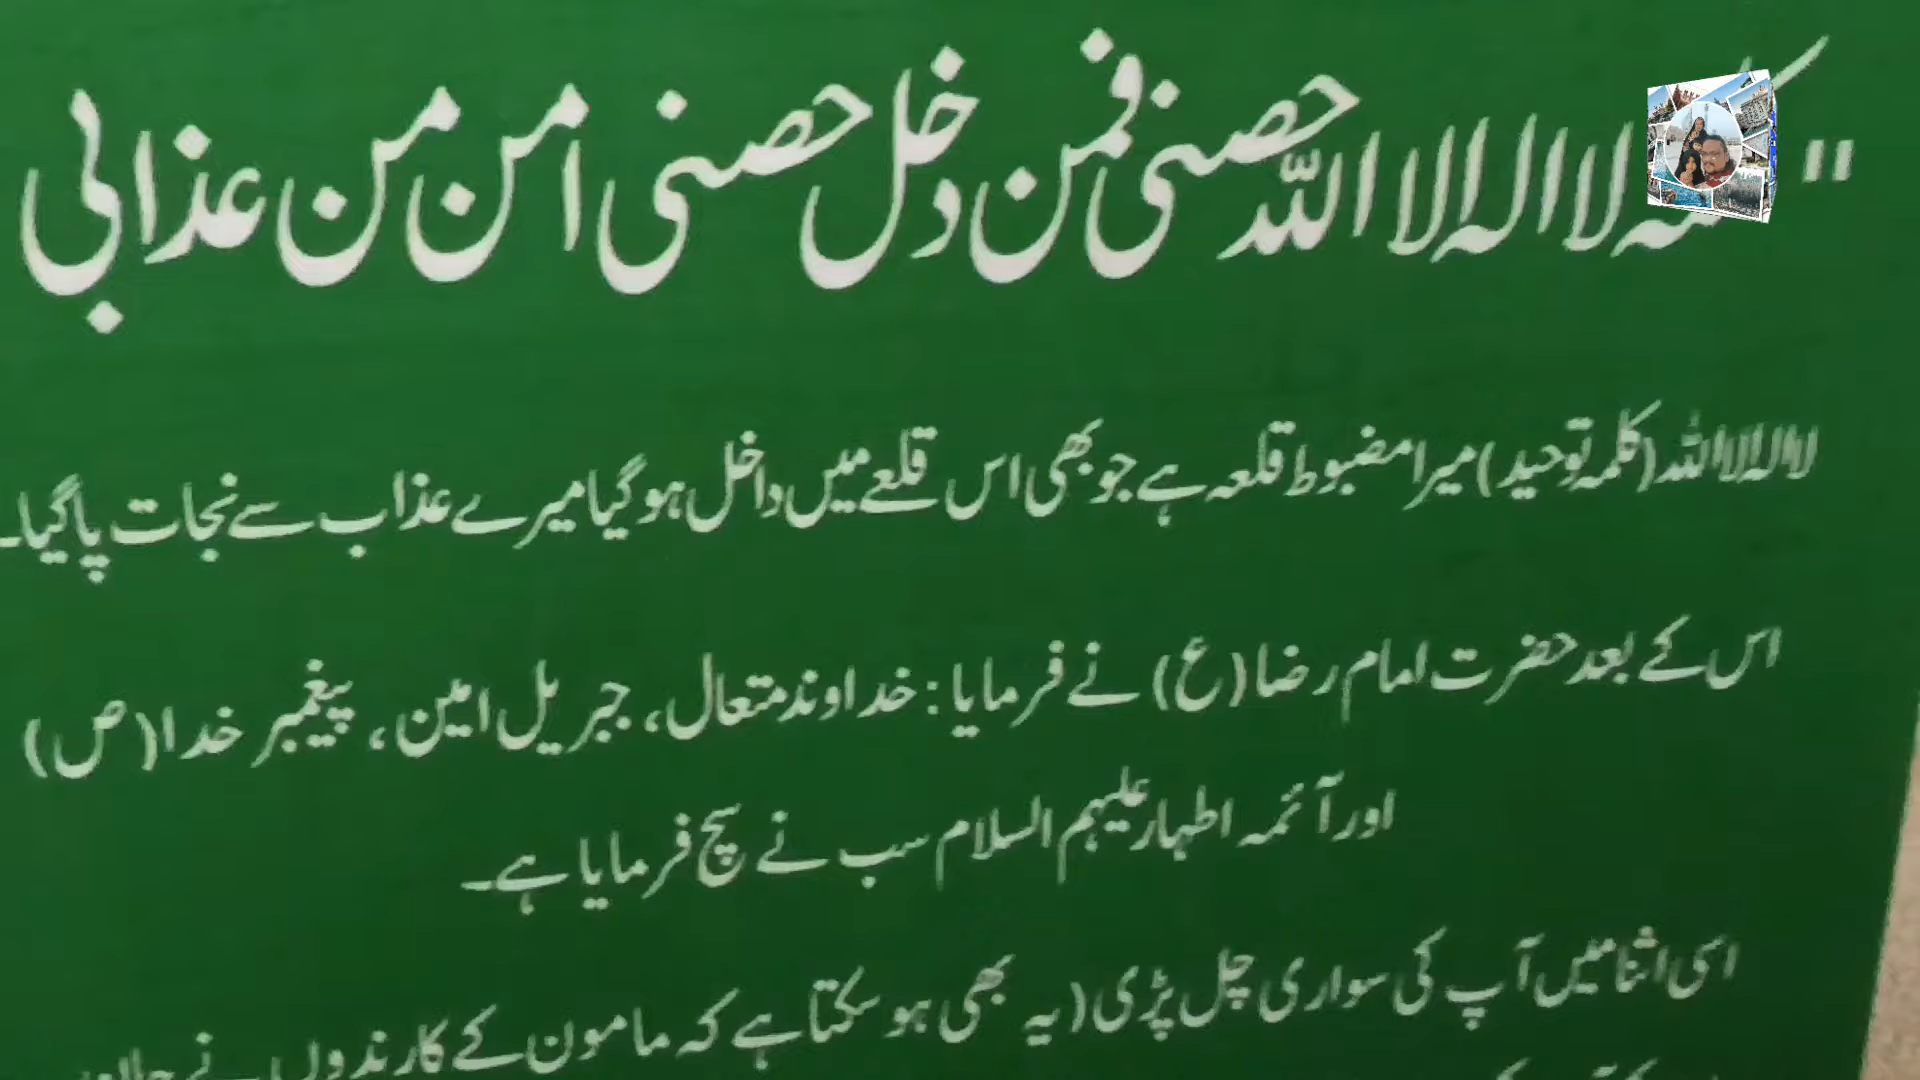 " لا اله الا اللّٰه حصنی فمن دخل حصنی امن من عذابی
لا الہ الا اللہ (کلمہ توحید) میرا مضبوط قلعہ ہے جو بھی اس قلعے میں داخل ہو گیا میرے عذاب سے نجات پا گیا۔
اس کے بعد حضرت امام رضا (ع) نے فرمایا: خداوند متعال، جبریل امین، پیغمبر خدا (ص)
اور آئمہ اطہار علیہم السلام سب نے سچ فرمایا ہے۔
اسی اثنا میں آپ کی سواری چل پڑی (یہ بھی ہو سکتا ہے کہ مامون کے کارندوں نے